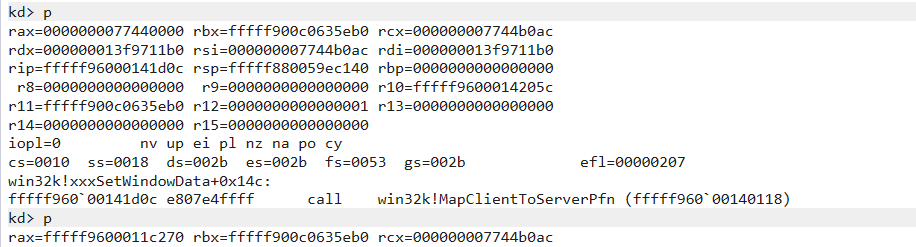 kd> p
rax=0000000077440000 rbx=fffff900c0635eb0 rcx=000000007744b0ac
rdx=000000013f9711b0 rsi=000000007744b0ac rdi=000000013f9711b0
rip=fffff96000141d0c rsp=fffff880059ec140 rbp=0000000000000000
r8=0000000000000000 r9=0000000000000000 r10=fffff9600014205c
r11=fffff900c0635eb0 r12=0000000000000001 r13=0000000000000000
r14=0000000000000000 r15=0000000000000000
iopl=0 nv up ei pl nz na po cy
cs=0010 ss=0018 ds=002b es=002b fs=0053 gs=002b efl=00000207
win32k!xxxSetWindowData+0x14c:
fffff960`00141d0c e807e4ffff call win32k!MapClientToServerPfn (fffff960`00140118)
kd> p
rax=fffff9600011c270 rbx=fffff900c0635eb0 rcx=000000007744b0ac